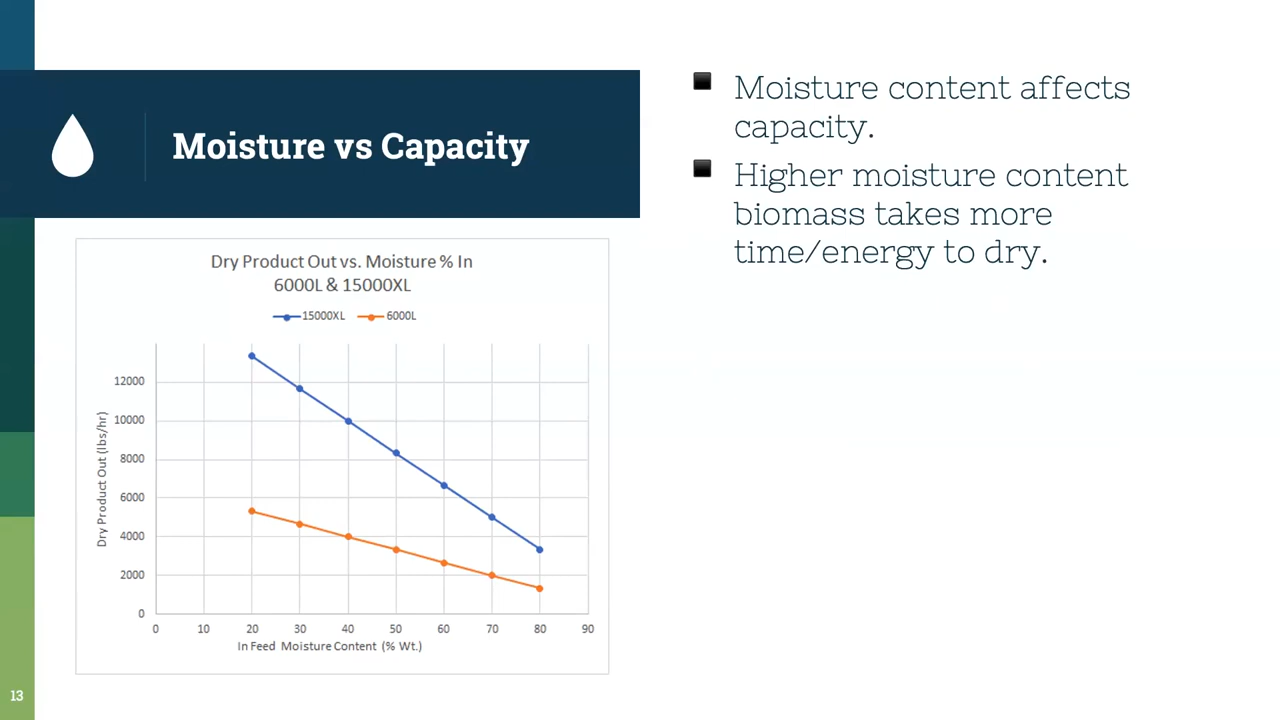 Moisture vs Capacity
Moisture content affects
capacity.
Higher moisture content
biomass takes more
time/energy to dry.
Dry Product Out vs. Moisture % In
6000L & 15000XL
15000XL 6000L
Dry Product Out (lbs/hr)
12000
10000
8000
6000
4000
2000
0
0 10 20 30 40 50 60 70 80 90
In Feed Moisture Content (% Wt.)
13